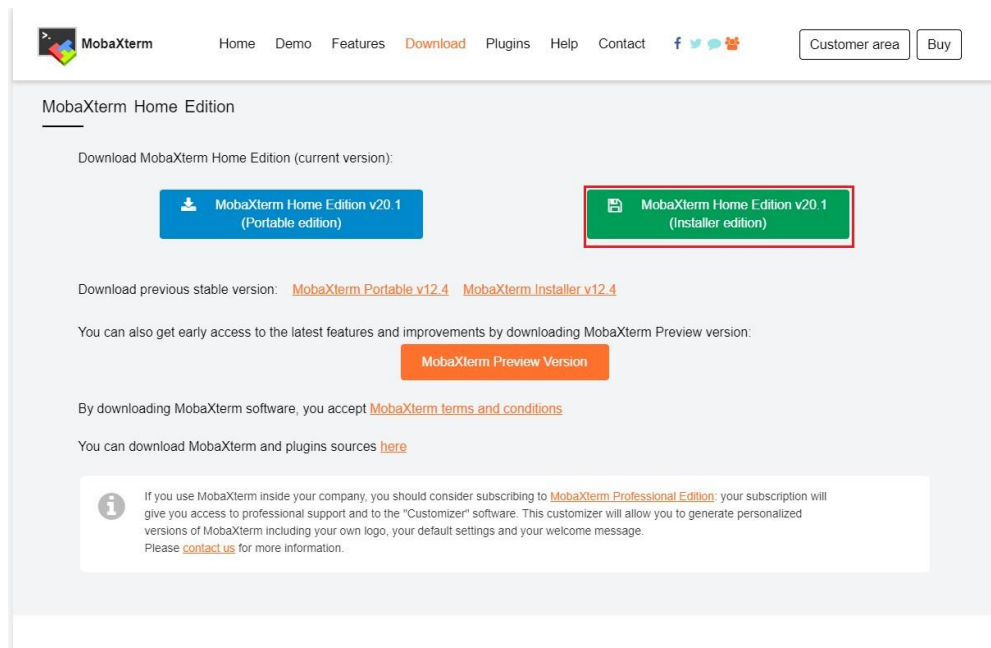 MobaXterm Home Demo Features Download Plugins Help Contact Customer area Buy
MobaXterm Home Edition
Download MobaXterm Home Edition (current version):
MobaXterm Home Edition v20.1
(Portable edition)
MobaXterm Home Edition v20.1
(Installer edition)
Download previous stable version: MobaXterm Portable v12.4 MobaXterm Installer v12.4
You can also get early access to the latest features and improvements by downloading MobaXterm Preview version:
MobaXterm Preview Version
By downloading MobaXterm software, you accept MobaXterm terms and conditions
You can download MobaXterm and plugins sources here
If you use MobaXterm inside your company, you should consider subscribing to MobaXterm Professional Edition: your subscription will
give you access to professional support and to the "Customizer" software. This customizer will allow you to generate personalized
versions of MobaXterm including your own logo, your default settings and your welcome message.
Please contact us for more information.